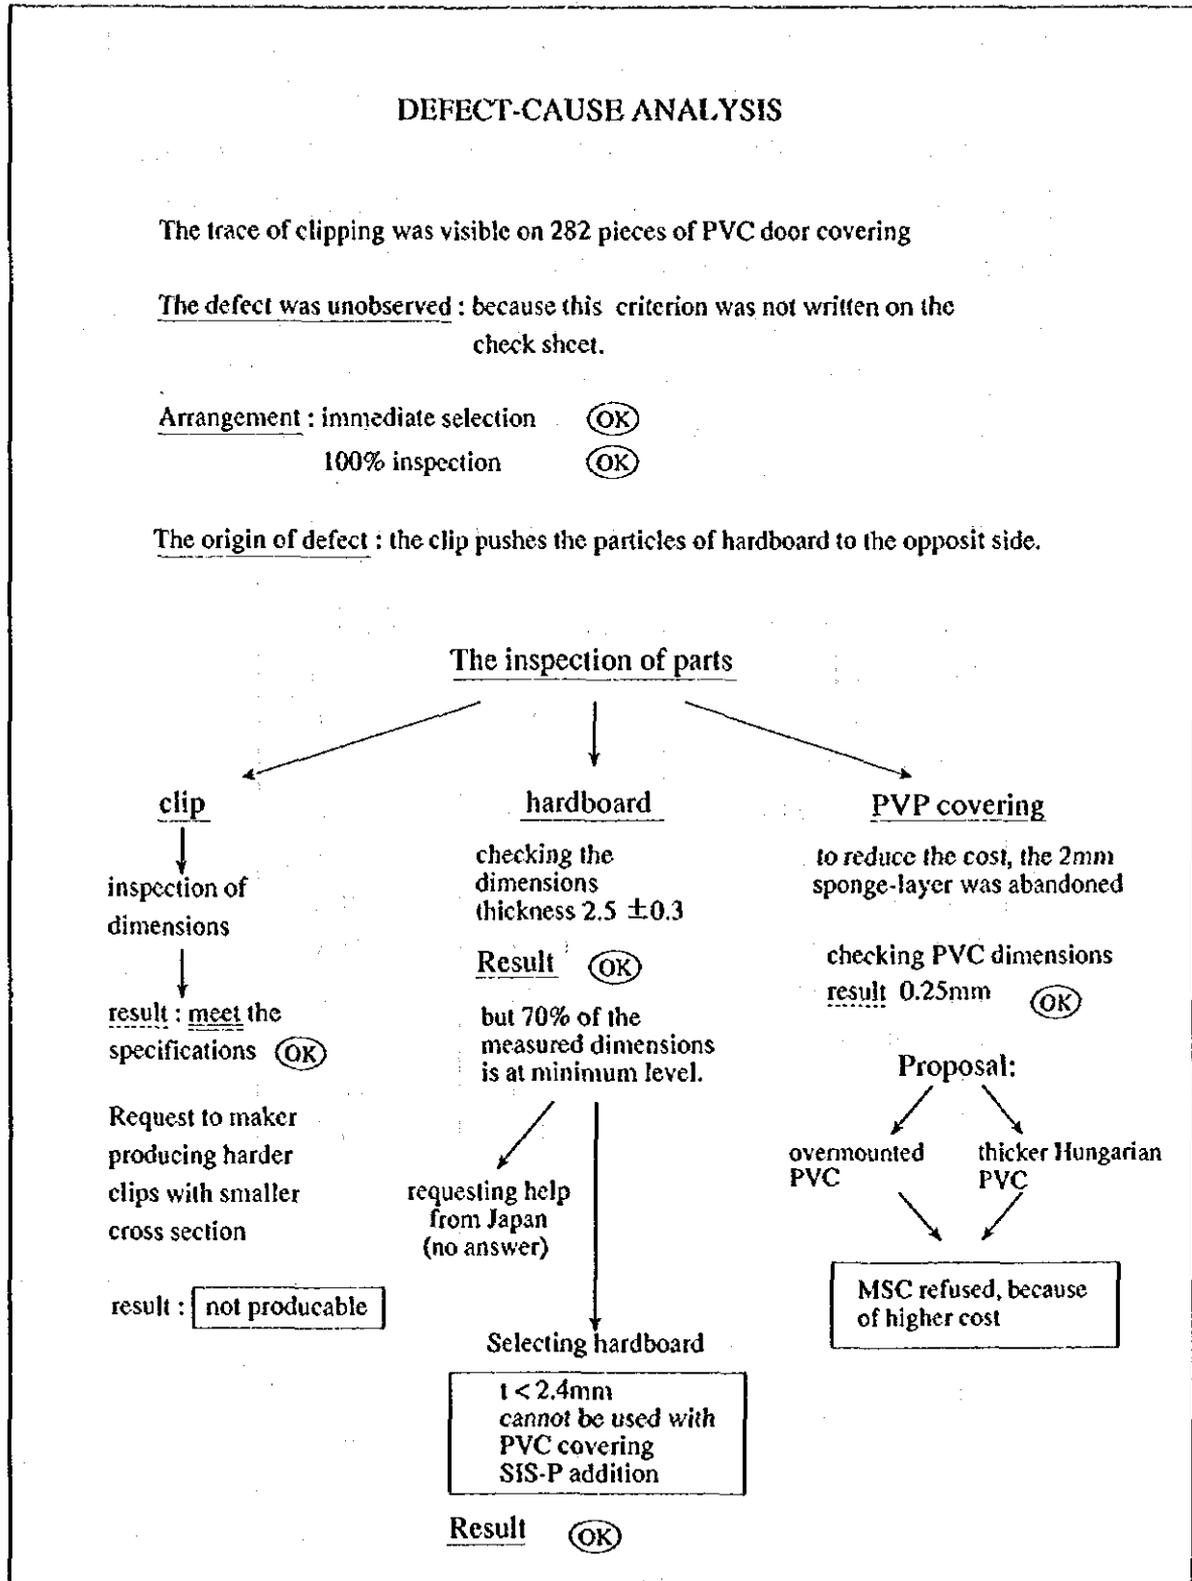 DEFECT-CAUSE ANALYSIS
The trace of clipping was visible on 282 pieces of PVC door covering
The defect was unobserved : because this criterion was not written on the
check sheet.
Arrangement : immediate selection OK
100% inspection OK
The origin of defect : the clip pushes the particles of hardboard to the opposit side.
The inspection of parts
clip
inspection of
dimensions
result : meet the
specifications OK
Request to maker
producing harder
clips with smaller
cross section
result : not producable
hardboard
checking the
dimensions
thickness 2.5 ±0.3
Result OK
but 70% of the
measured dimensions
is at minimum level.
requesting help
from Japan
(no answer)
Selecting hardboard
t < 2.4mm
cannot be used with
PVC covering
SIS-P addition
Result OK
PVP covering
to reduce the cost, the 2mm
sponge-layer was abandoned
checking PVC dimensions
result 0.25mm OK
Proposal:
overmounted
PVC
thicker Hungarian
PVC
MSC refused, because
of higher cost